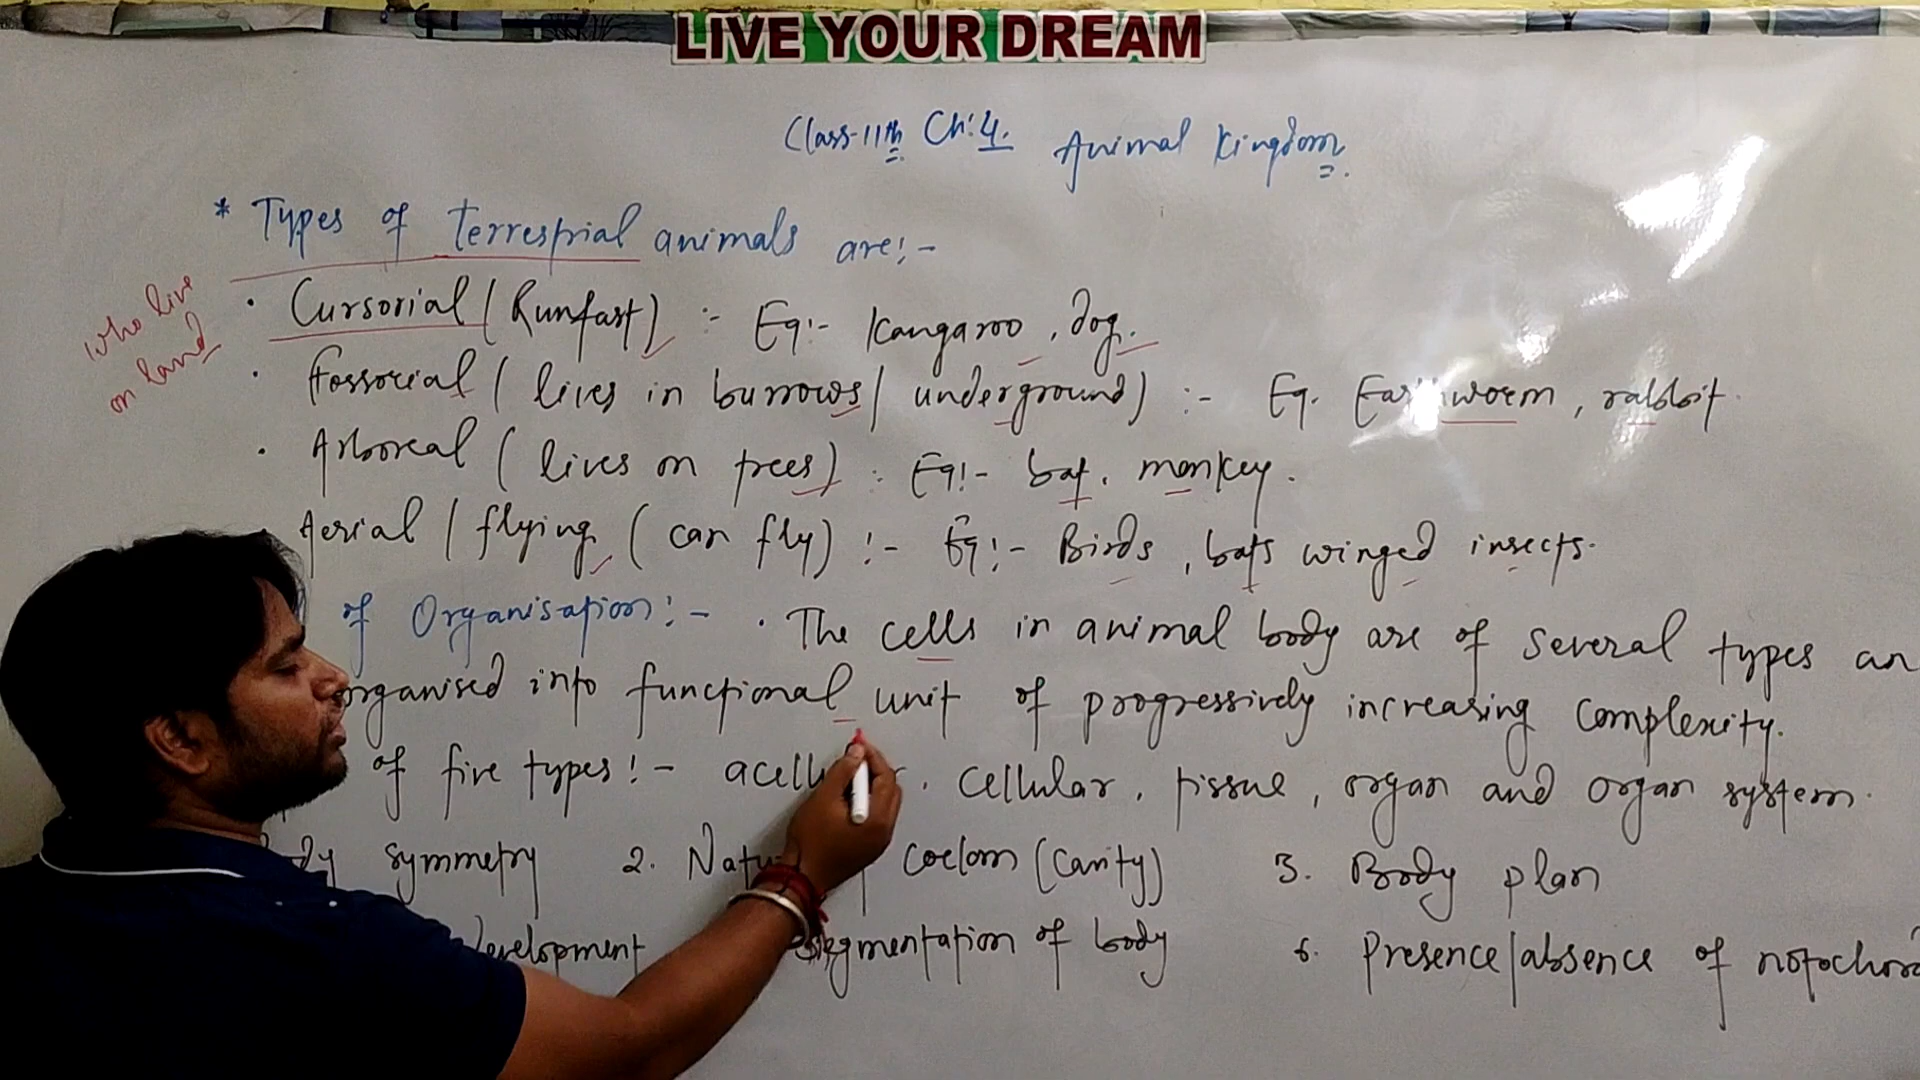 LIVE YOUR DREAM
Class-11th Ch:4. Animal Kingdom
* Types of terrestrial animals are:-
who live on land
· Cursorial (Runfast) :- Eg:- Kangaroo, dog.
· fossorial (lives in burrows/underground) :- Eg. Earthworm, rabbit.
· Arboreal (lives on trees) : Eg:- bat, monkey.
Aerial / flying (can fly) :- Eg:- Birds, bats winged insects.
of Organisation:- · The cells in animal body are of several types an
organised into functional unit of progressively increasing complexity.
of five types:- cellular, tissue, organ and organ system.
symmetry 2. coelom (cavity) 3. Body plan
development segmentation of body 6. Presence/absence of notochord